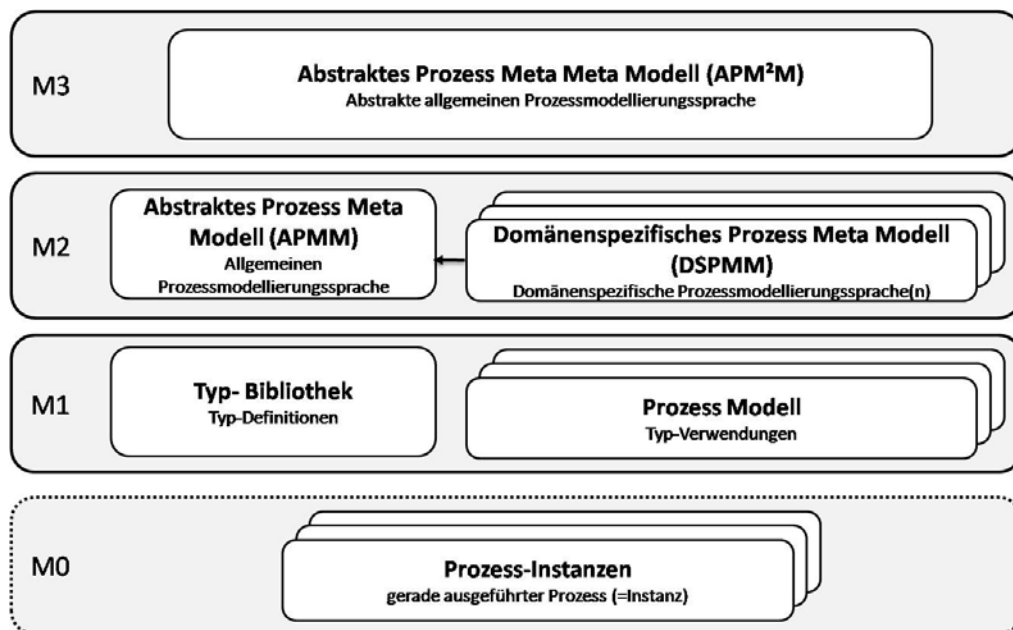 M3
Abstraktes Prozess Meta Meta Modell (APM²M)
Abstrakte allgemeinen Prozessmodellierungssprache
M2
Abstraktes Prozess Meta
Modell (APMM)
Allgemeinen
Prozessmodellierungssprache
Domänenspezifisches Prozess Meta Modell
(DSPMM)
Domänenspezifische Prozessmodellierungssprache(n)
M1
Typ- Bibliothek
Typ-Definitionen
Prozess Modell
Typ-Verwendungen
M0
Prozess-Instanzen
gerade ausgeführter Prozess (=Instanz)